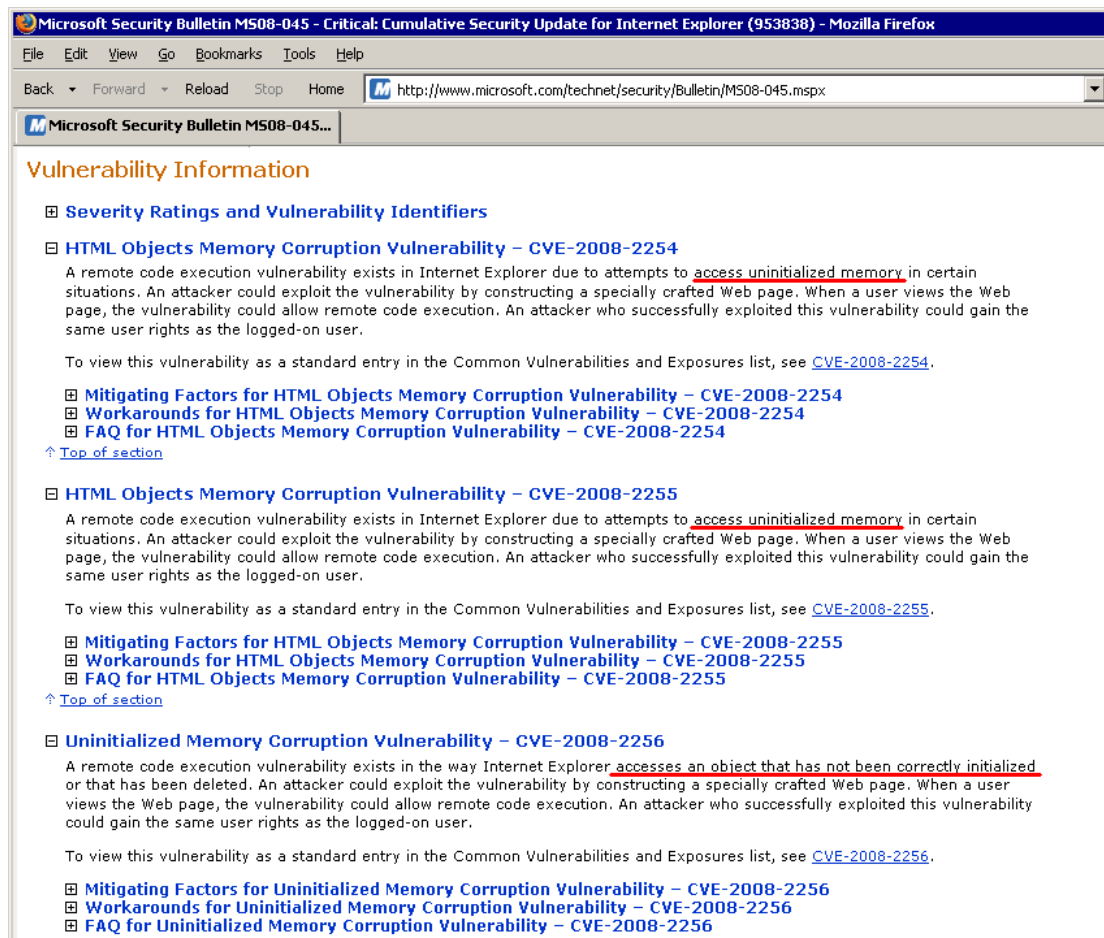 Microsoft Security Bulletin MS08-045 - Critical: Cumulative Security Update for Internet Explorer (953838) - Mozilla Firefox
File Edit View Go Bookmarks Tools Help
Back Forward Reload Stop Home http://www.microsoft.com/technet/security/Bulletin/MS08-045.mspx
Microsoft Security Bulletin MS08-045...
Vulnerability Information
Severity Ratings and Vulnerability Identifiers
HTML Objects Memory Corruption Vulnerability – CVE-2008-2254
A remote code execution vulnerability exists in Internet Explorer due to attempts to access uninitialized memory in certain
situations. An attacker could exploit the vulnerability by constructing a specially crafted Web page. When a user views the Web
page, the vulnerability could allow remote code execution. An attacker who successfully exploited this vulnerability could gain the
same user rights as the logged-on user.
To view this vulnerability as a standard entry in the Common Vulnerabilities and Exposures list, see CVE-2008-2254.
Mitigating Factors for HTML Objects Memory Corruption Vulnerability – CVE-2008-2254
Workarounds for HTML Objects Memory Corruption Vulnerability – CVE-2008-2254
FAQ for HTML Objects Memory Corruption Vulnerability – CVE-2008-2254
Top of section
HTML Objects Memory Corruption Vulnerability – CVE-2008-2255
A remote code execution vulnerability exists in Internet Explorer due to attempts to access uninitialized memory in certain
situations. An attacker could exploit the vulnerability by constructing a specially crafted Web page. When a user views the Web
page, the vulnerability could allow remote code execution. An attacker who successfully exploited this vulnerability could gain the
same user rights as the logged-on user.
To view this vulnerability as a standard entry in the Common Vulnerabilities and Exposures list, see CVE-2008-2255.
Mitigating Factors for HTML Objects Memory Corruption Vulnerability – CVE-2008-2255
Workarounds for HTML Objects Memory Corruption Vulnerability – CVE-2008-2255
FAQ for HTML Objects Memory Corruption Vulnerability – CVE-2008-2255
Top of section
Uninitialized Memory Corruption Vulnerability – CVE-2008-2256
A remote code execution vulnerability exists in the way Internet Explorer accesses an object that has not been correctly initialized
or that has been deleted. An attacker could exploit the vulnerability by constructing a specially crafted Web page. When a user
views the Web page, the vulnerability could allow remote code execution. An attacker who successfully exploited this vulnerability
could gain the same user rights as the logged-on user.
To view this vulnerability as a standard entry in the Common Vulnerabilities and Exposures list, see CVE-2008-2256.
Mitigating Factors for Uninitialized Memory Corruption Vulnerability – CVE-2008-2256
Workarounds for Uninitialized Memory Corruption Vulnerability – CVE-2008-2256
FAQ for Uninitialized Memory Corruption Vulnerability – CVE-2008-2256